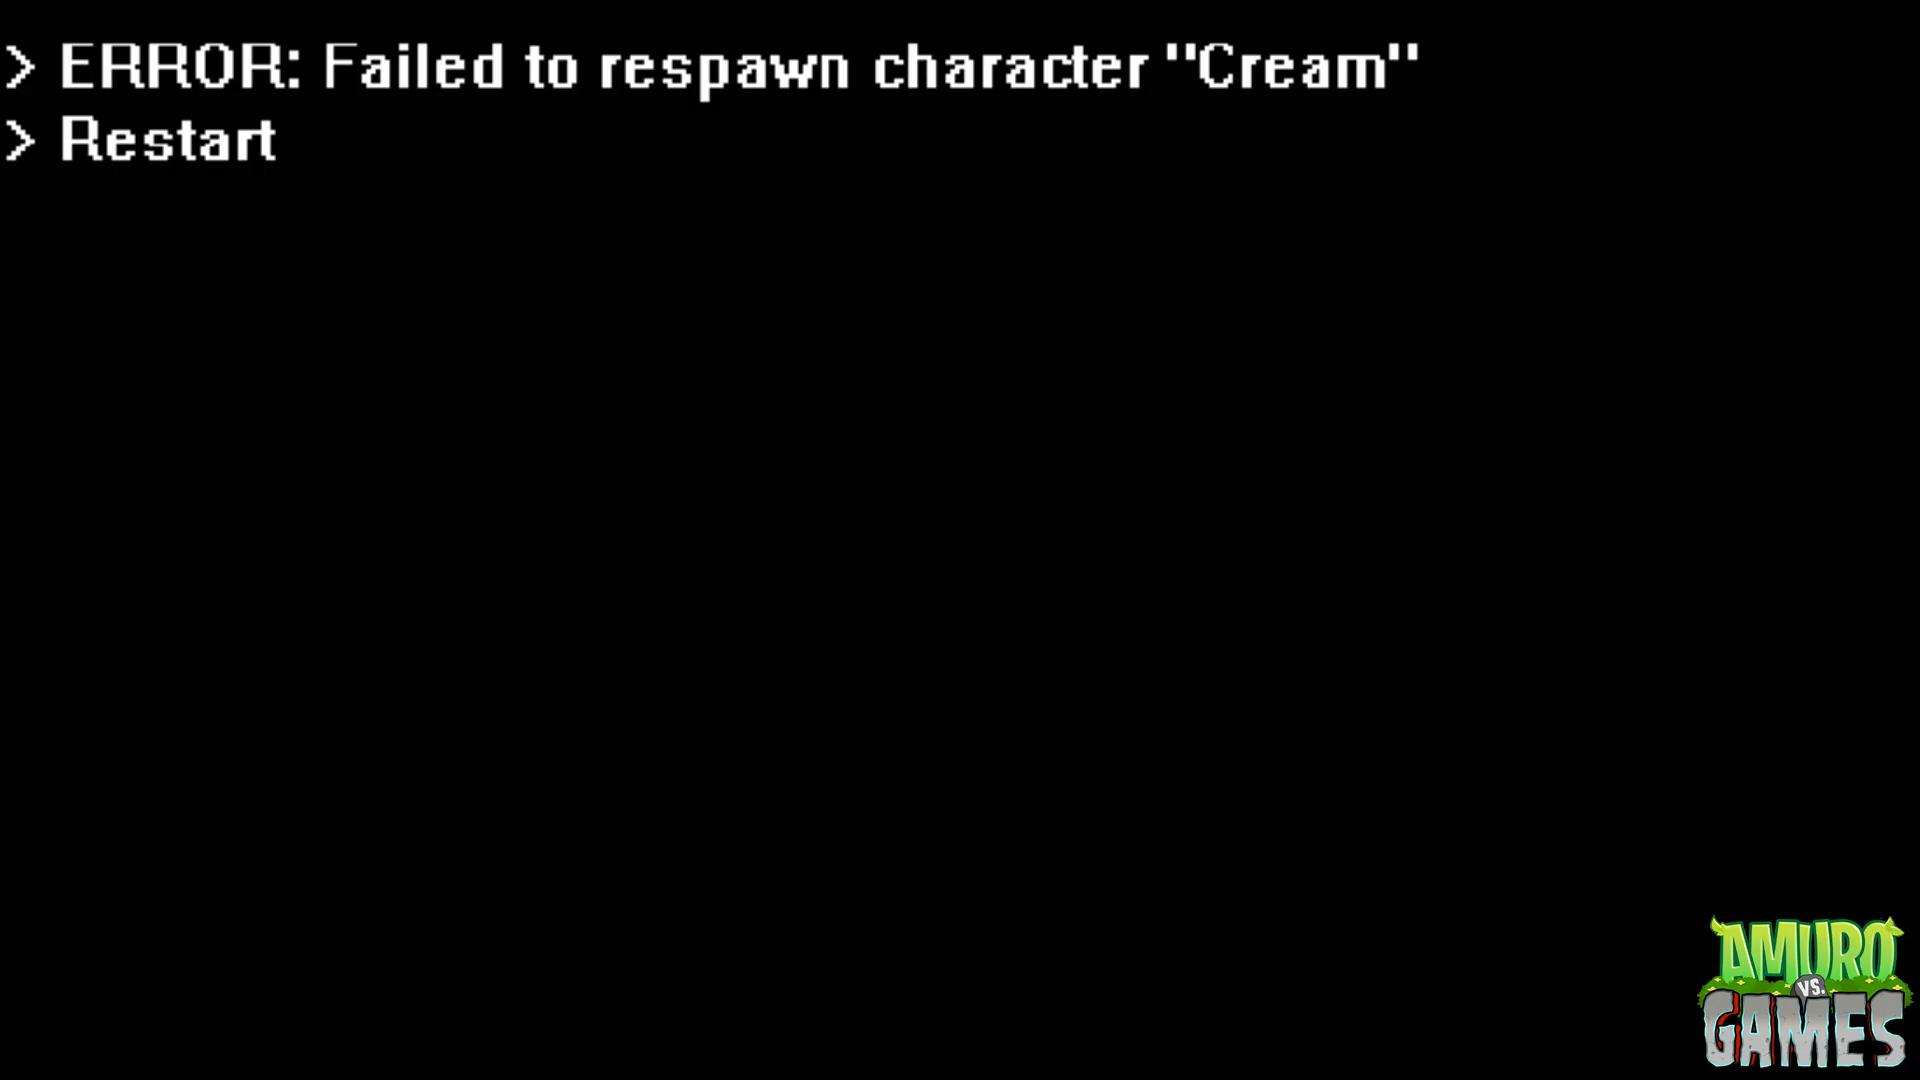 > ERROR: Failed to respawn character "Cream"
> Restart
AMURO
VS.
GAMES